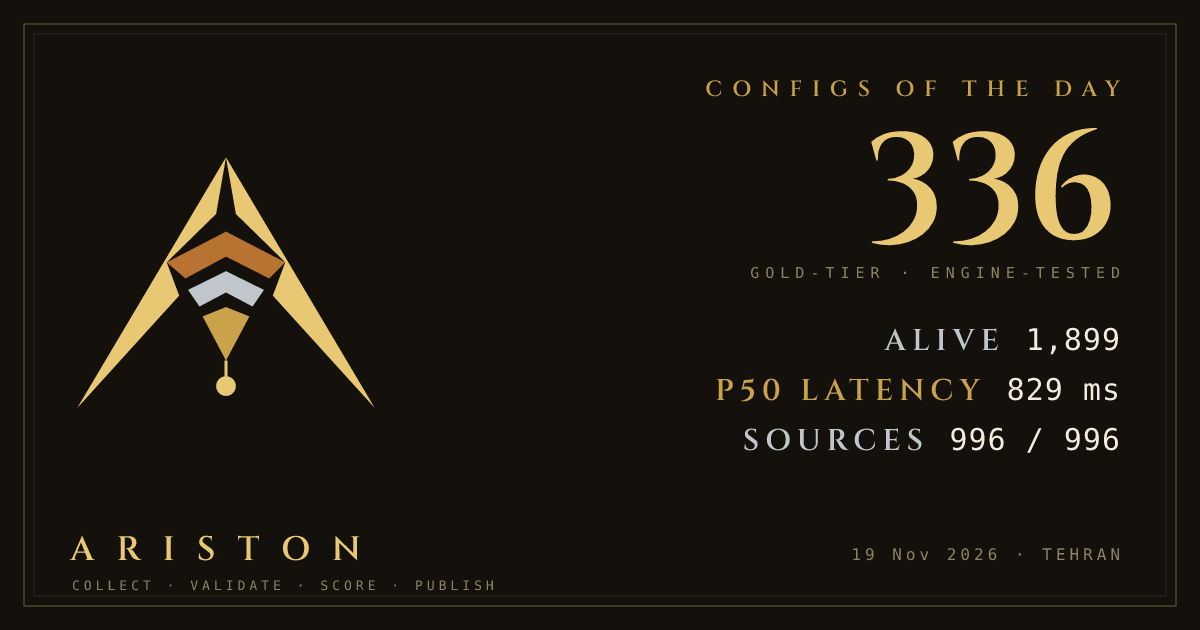 CONFIGS OF THE DAY
336
GOLD-TIER · ENGINE-TESTED
ALIVE 1,899
P50 LATENCY 829 ms
SOURCES 996 / 996
ARISTON
COLLECT · VALIDATE · SCORE · PUBLISH
19 Nov 2026 · TEHRAN